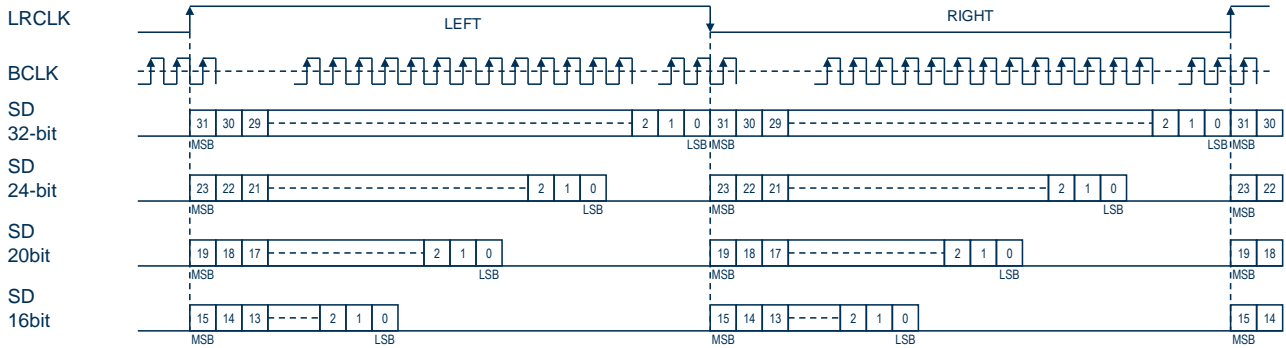 LRCLK LEFT RIGHT
BCLK
SD
32-bit 31 30 29 2 1 0 31 30 29 2 1 0 31 30
MSB LSB MSB LSB MSB
SD
24-bit 23 22 21 2 1 0 23 22 21 2 1 0 23 22
MSB LSB MSB LSB MSB
SD
20bit 19 18 17 2 1 0 19 18 17 2 1 0 19 18
MSB LSB MSB LSB MSB
SD
16bit 15 14 13 2 1 0 15 14 13 2 1 0 15 14
MSB LSB MSB LSB MSB